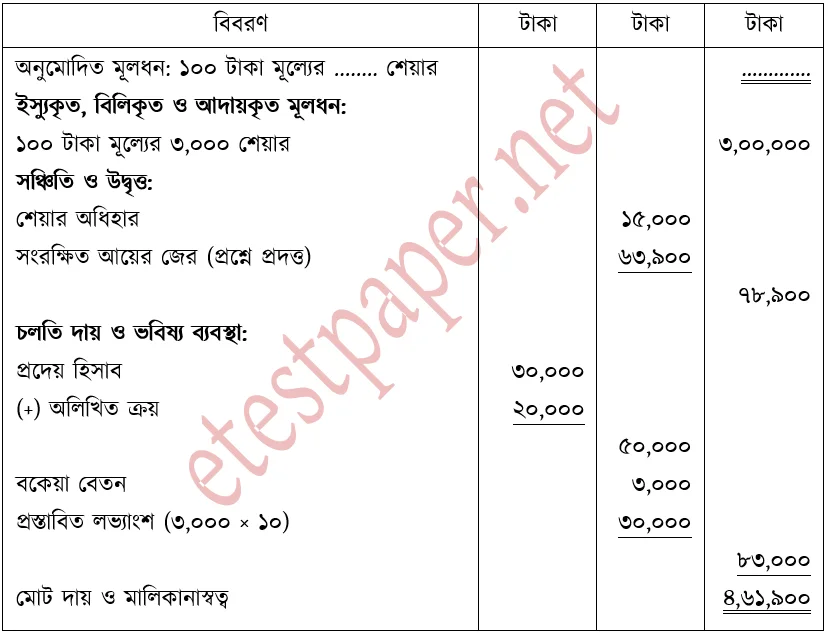 বিবরণ টাকা টাকা টাকা
অনুমোদিত মূলধন: ১০০ টাকা মূল্যের ........ শেয়ার .............
ইস্যুকৃত, বিলিকৃত ও আদায়কৃত মূলধন:
১০০ টাকা মূল্যের ৩,০০০ শেয়ার ৩,০০,০০০
সঞ্চিতি ও উদ্বৃত্ত:
শেয়ার অধিহার ১৫,০০০
সংরক্ষিত আয়ের জের (প্রশ্নে প্রদত্ত) ৬৩,৯০০
৭৮,৯০০
চলতি দায় ও ভবিষ্য ব্যবস্থা:
প্রদেয় হিসাব ৩০,০০০
(+) অলিখিত ক্রয় ২০,০০০
৫০,০০০
বকেয়া বেতন ৩,০০০
প্রস্তাবিত লভ্যাংশ (৩,০০০ × ১০) ৩০,০০০
৮৩,০০০
মোট দায় ও মালিকানাস্বত্ব ৪,৬১,৯০০
etestpaper.net